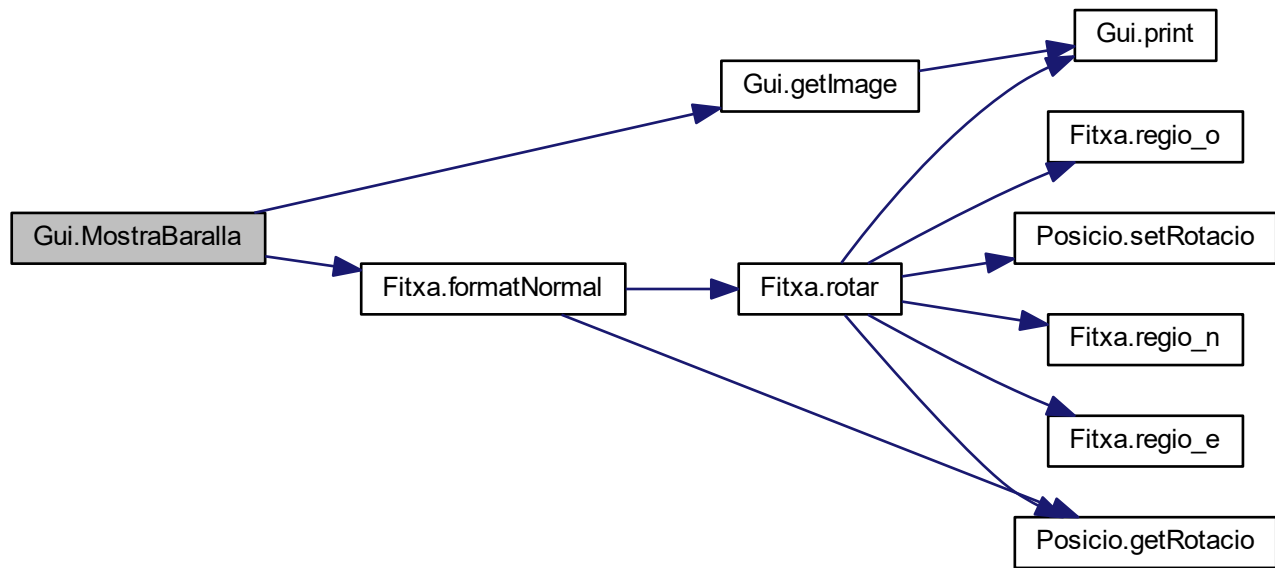 Gui.MostraBaralla
Gui.getImage
Fitxa.formatNormal
Fitxa.rotar
Gui.print
Fitxa.regio_o
Posicio.setRotacio
Fitxa.regio_n
Fitxa.regio_e
Posicio.getRotacio